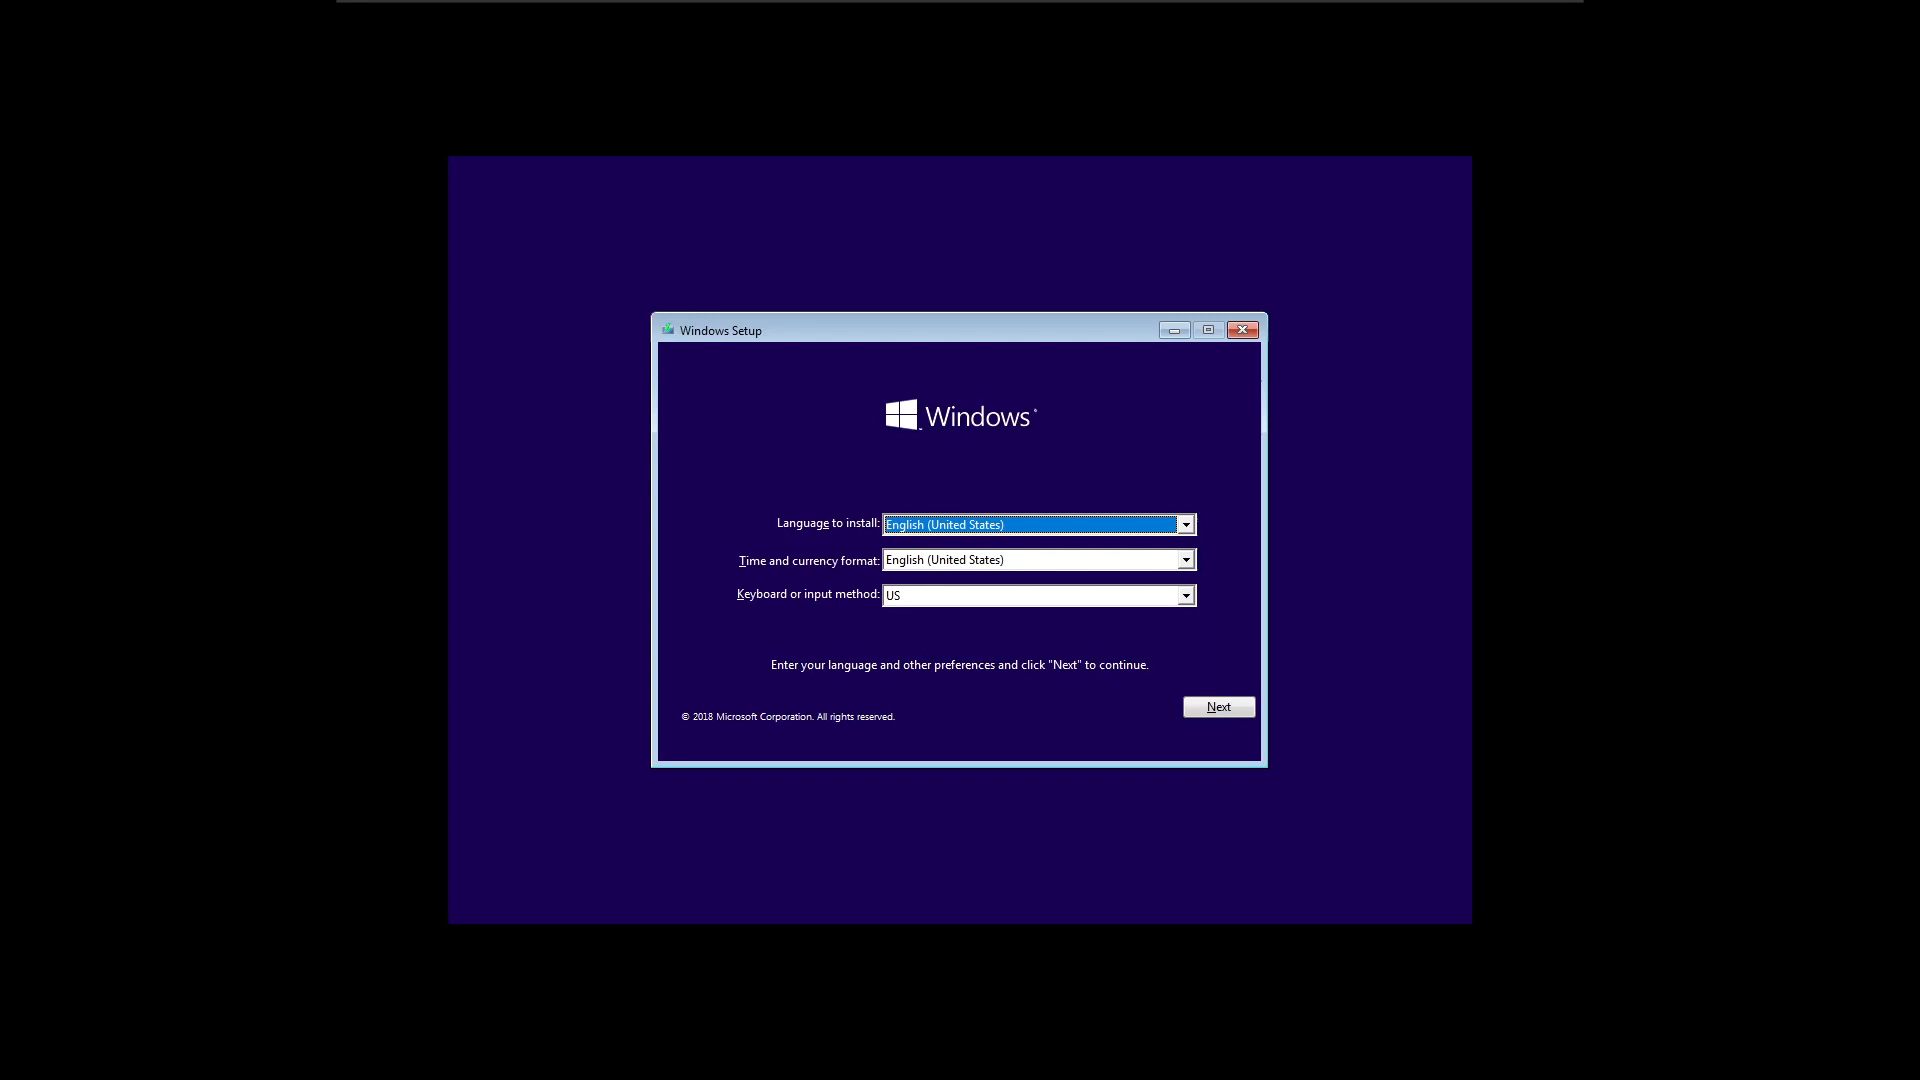 Windows Setup
Windows
Language to install: English (United States)
Time and currency format: English (United States)
Keyboard or input method: US
Enter your language and other preferences and click "Next" to continue.
Next
© 2018 Microsoft Corporation. All rights reserved.